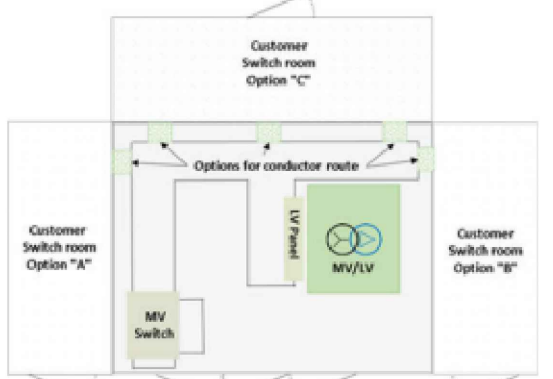 Customer
Switch room
Option "C"
Options for conductor route
Customer
Switch room
Option "A"
LV Panel
MV/LV
Customer
Switch room
Option "B"
MV
Switch